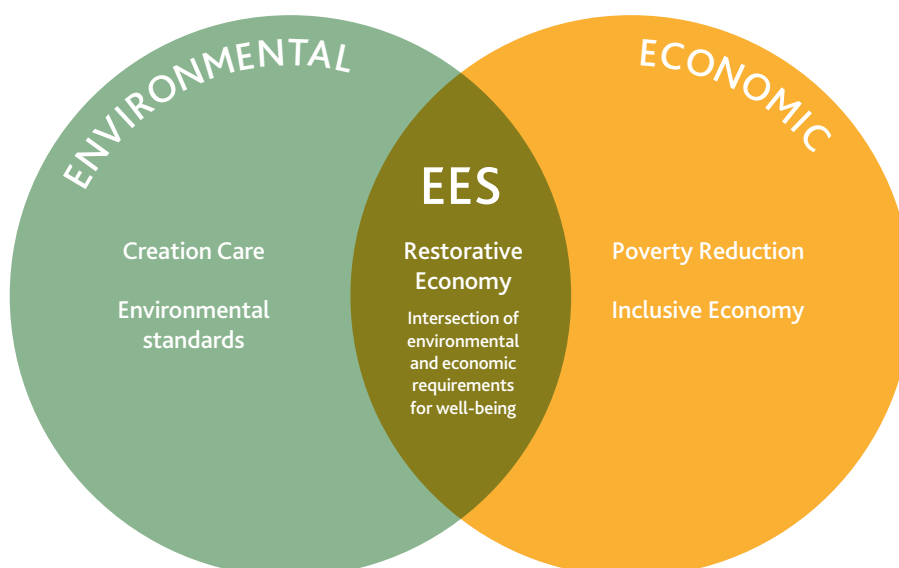 ENVIRONMENTAL
ECONOMIC
EES
Creation Care
Environmental
standards
Restorative
Economy
Intersection of
environmental
and economic
requirements
for well-being
Poverty Reduction
Inclusive Economy